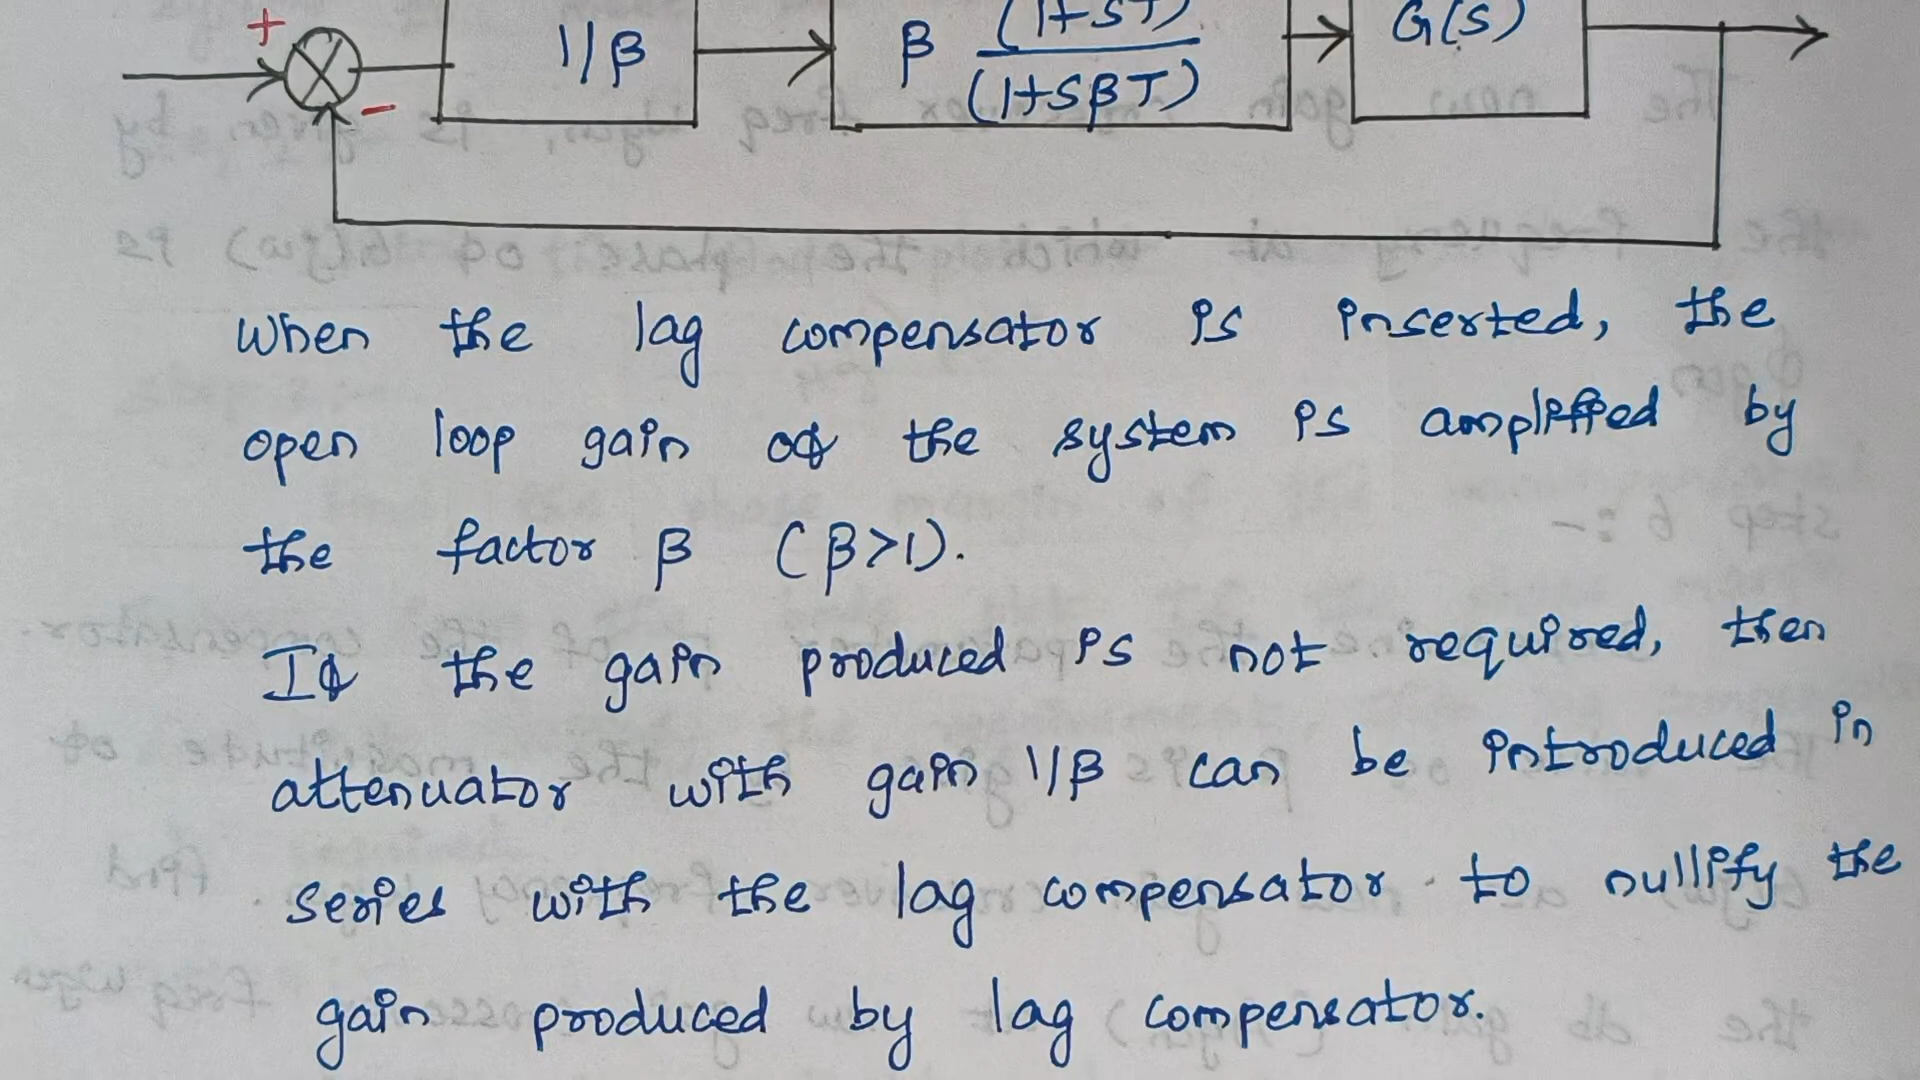 +
1/β
β (1+ST)
(1+SβT)
G(S)
-
When the lag compensator is inserted, the
open loop gain of the system is amplified by
the factor β (β>1).
If the gain produced is not required, then
attenuator with gain 1/β can be introduced in
series with the lag compensator to nullify the
gain produced by lag compensator.